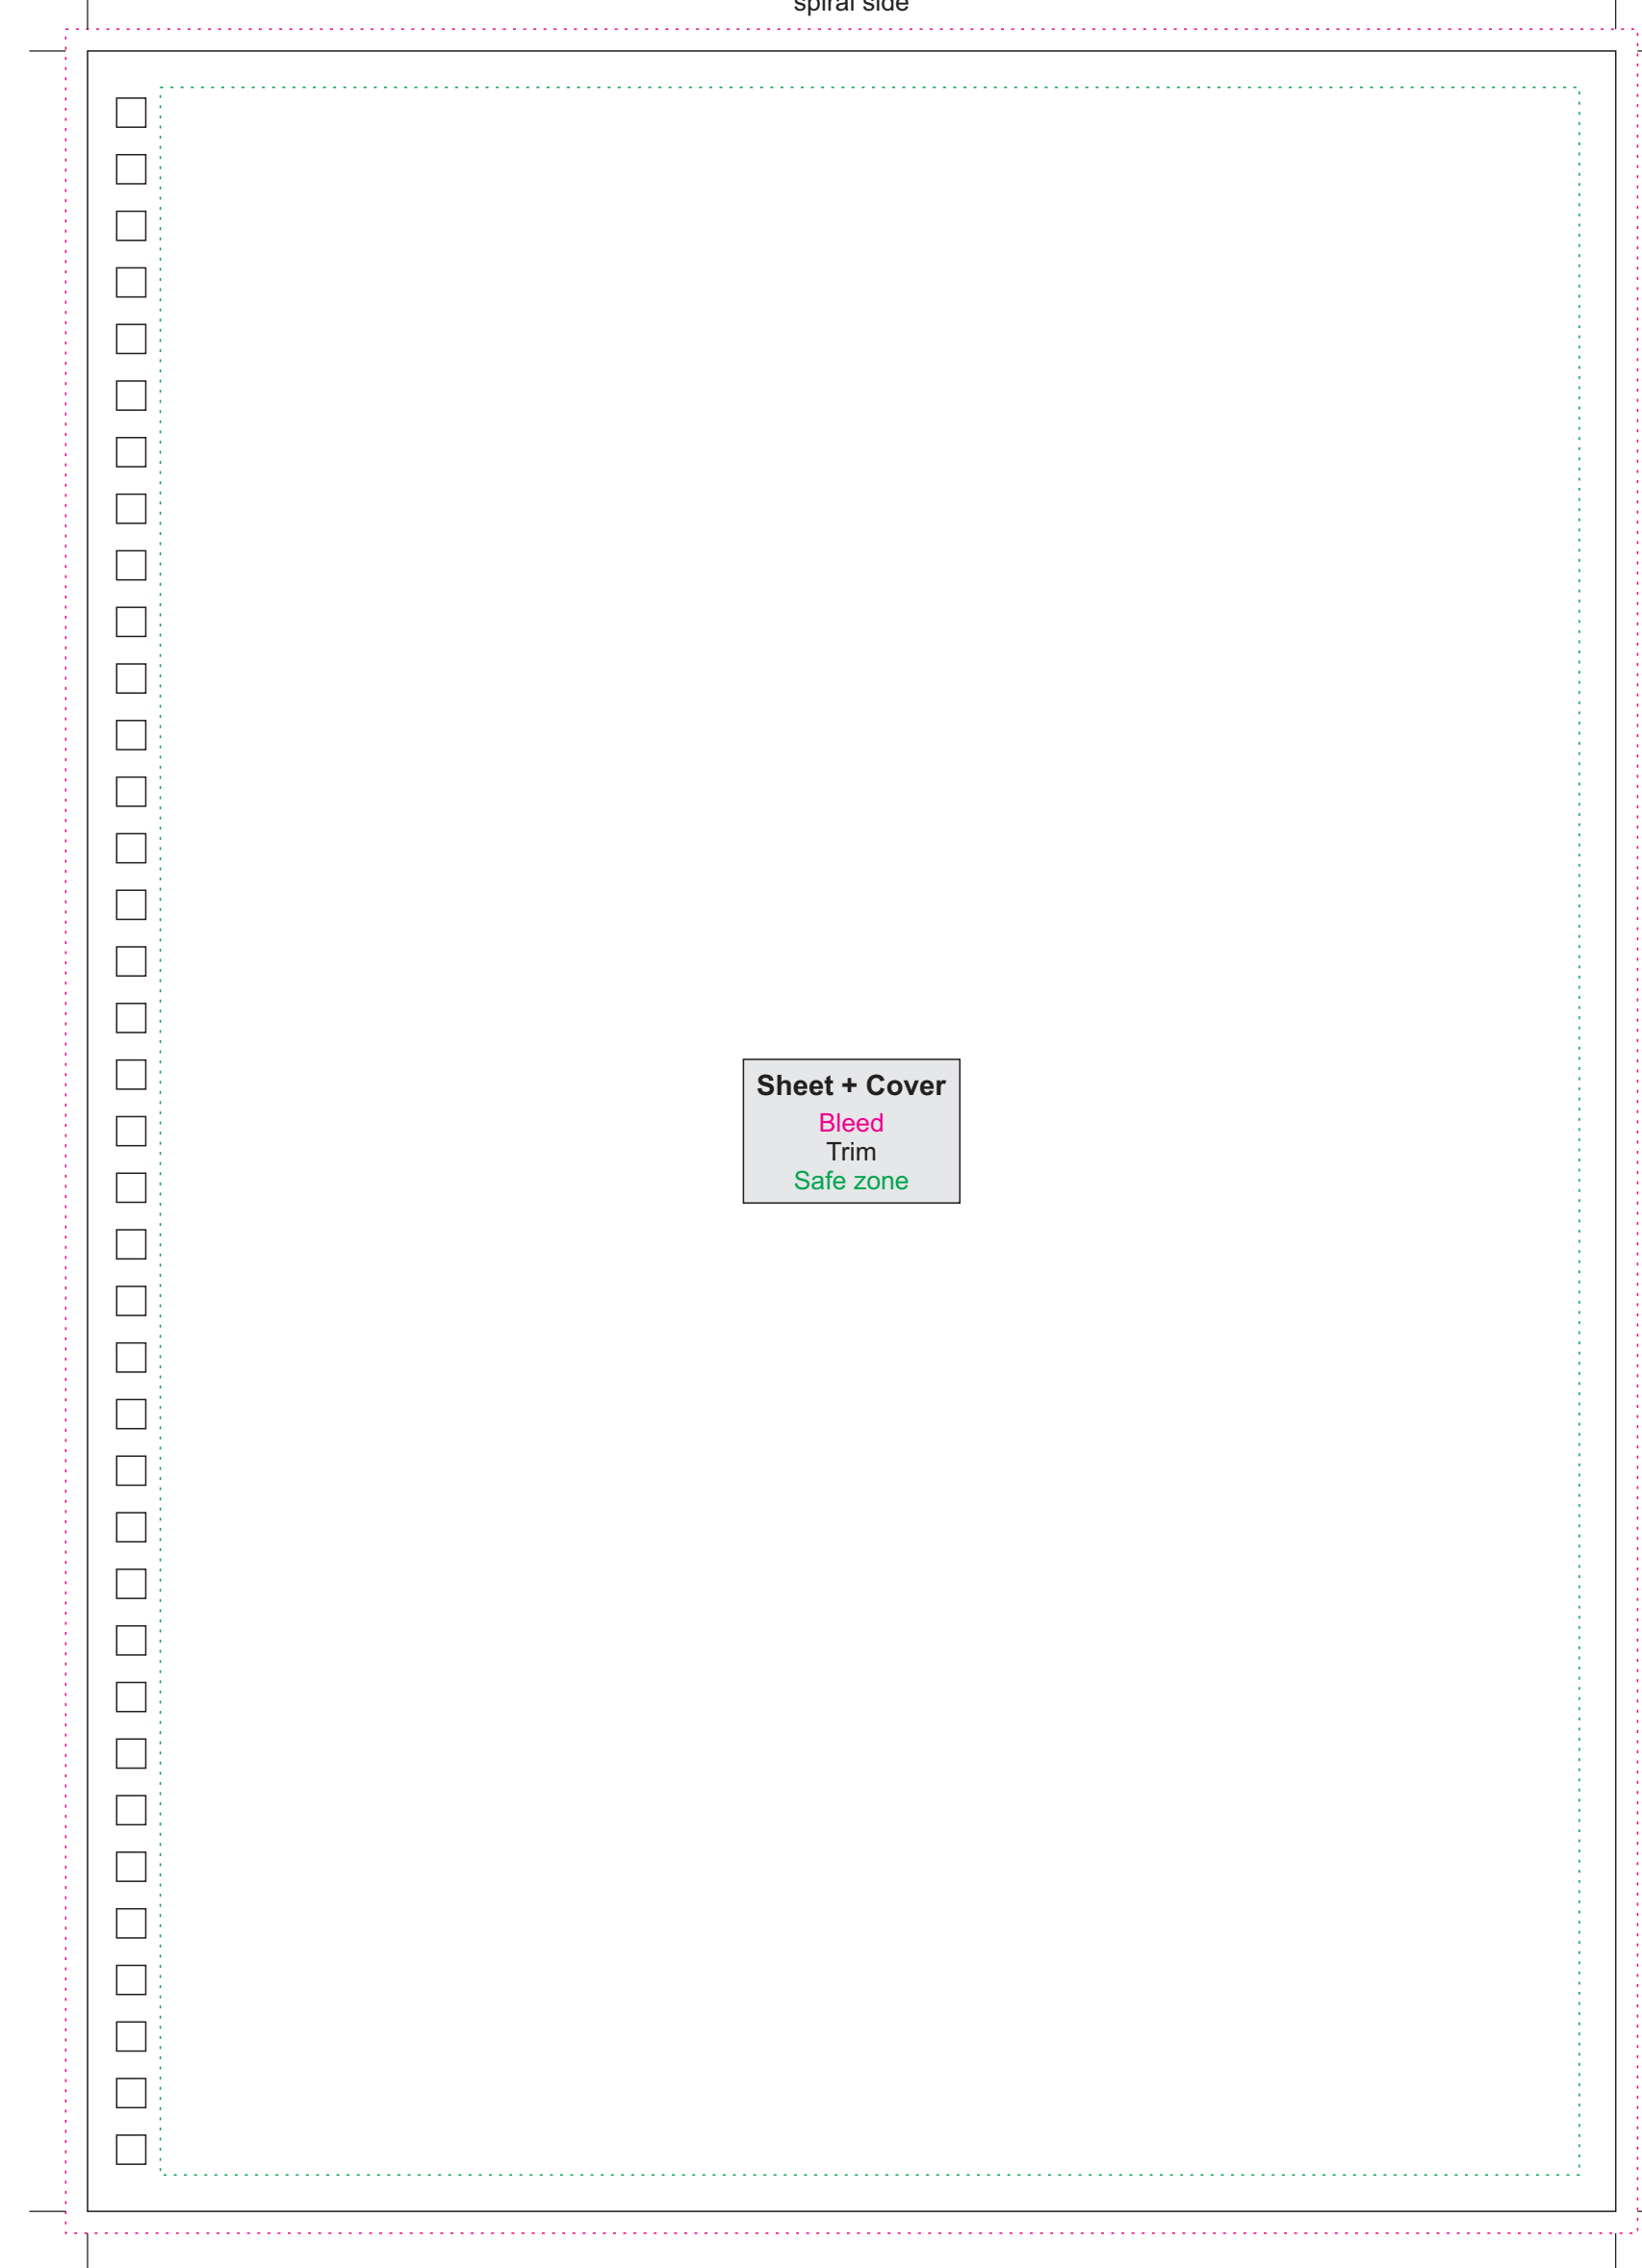 spiral side
Sheet + Cover
Bleed
Trim
Safe zone